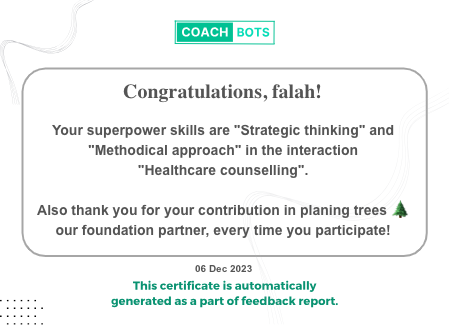 COACH BOTS
Congratulations, falah!
Your superpower skills are "Strategic thinking" and
"Methodical approach" in the interaction
"Healthcare counselling".
Also thank you for your contribution in planing trees 🌲
our foundation partner, every time you participate!
06 Dec 2023
This certificate is automatically
generated as a part of feedback report.